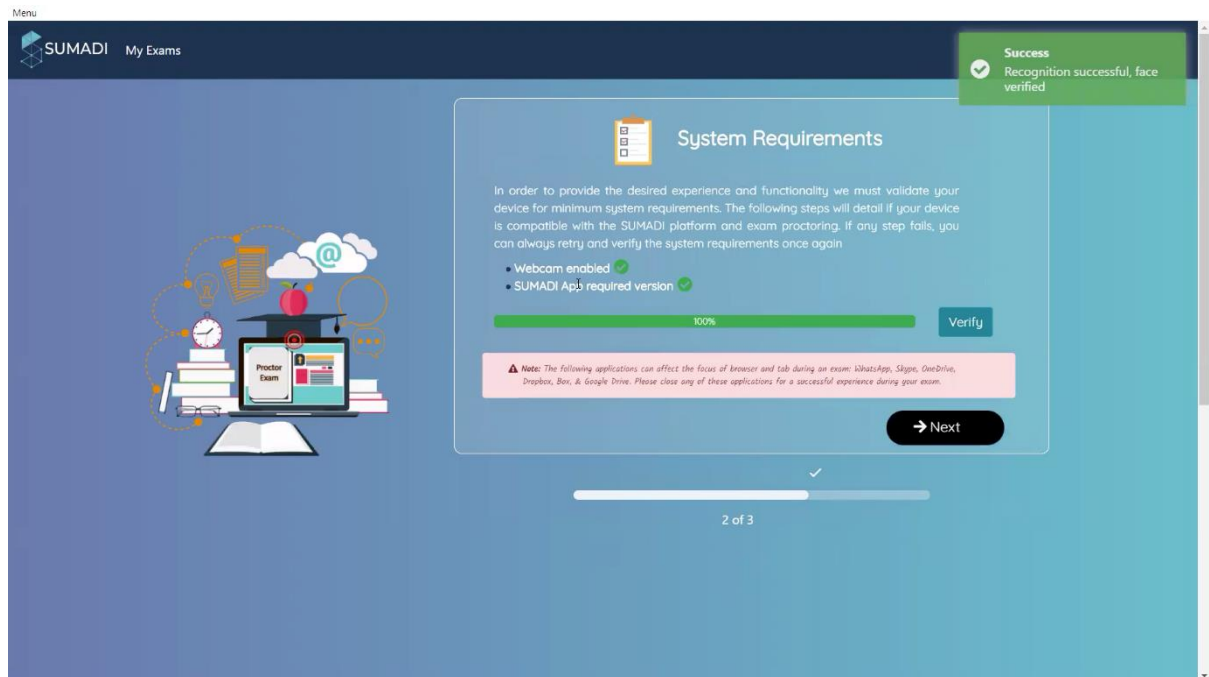 Menu
SUMADI My Exams
Success
Recognition successful, face
verified
System Requirements
In order to provide the desired experience and functionality we must validate your
device for minimum system requirements. The following steps will detail if your device
is compatible with the SUMADI platform and exam proctoring. If any step fails, you
can always retry and verify the system requirements once again
• Webcam enabled
• SUMADI App required version
100%
Verify
Note: The following applications can affect the focus of browser and tab during an exam: WhatsApp, Skype, OneDrive,
Dropbox, Box, & Google Drive. Please close any of these applications for a successful experience during your exam.
Next
2 of 3
@
Proctor
Exam